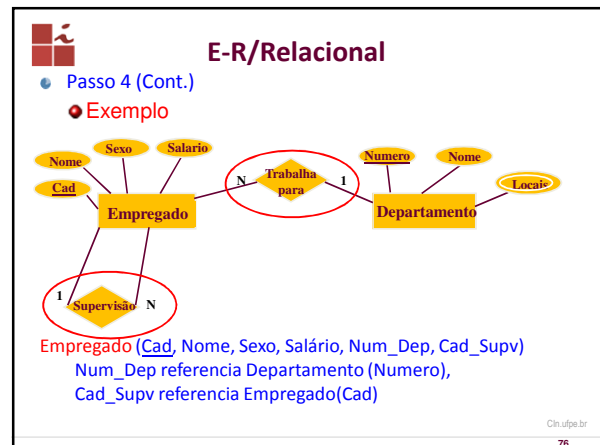 E-R/Relacional
Passo 4 (Cont.)
Exemplo
Nome
Sexo
Salario
Cad
Empregado
N
Trabalha
para
1
Numero
Nome
Locais
Departamento
1
Supervisão
N
Empregado (Cad, Nome, Sexo, Salário, Num_Dep, Cad_Supv)
Num_Dep referencia Departamento (Numero),
Cad_Supv referencia Empregado(Cad)
CIn.ufpe.br
76